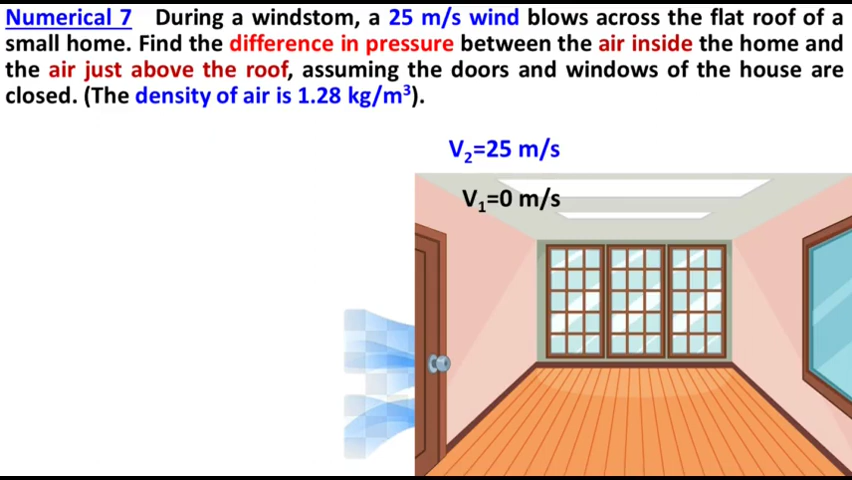 Numerical 7 During a windstom, a 25 m/s wind blows across the flat roof of a
small home. Find the difference in pressure between the air inside the home and
the air just above the roof, assuming the doors and windows of the house are
closed. (The density of air is 1.28 kg/m³).
V₂=25 m/s
V₁=0 m/s